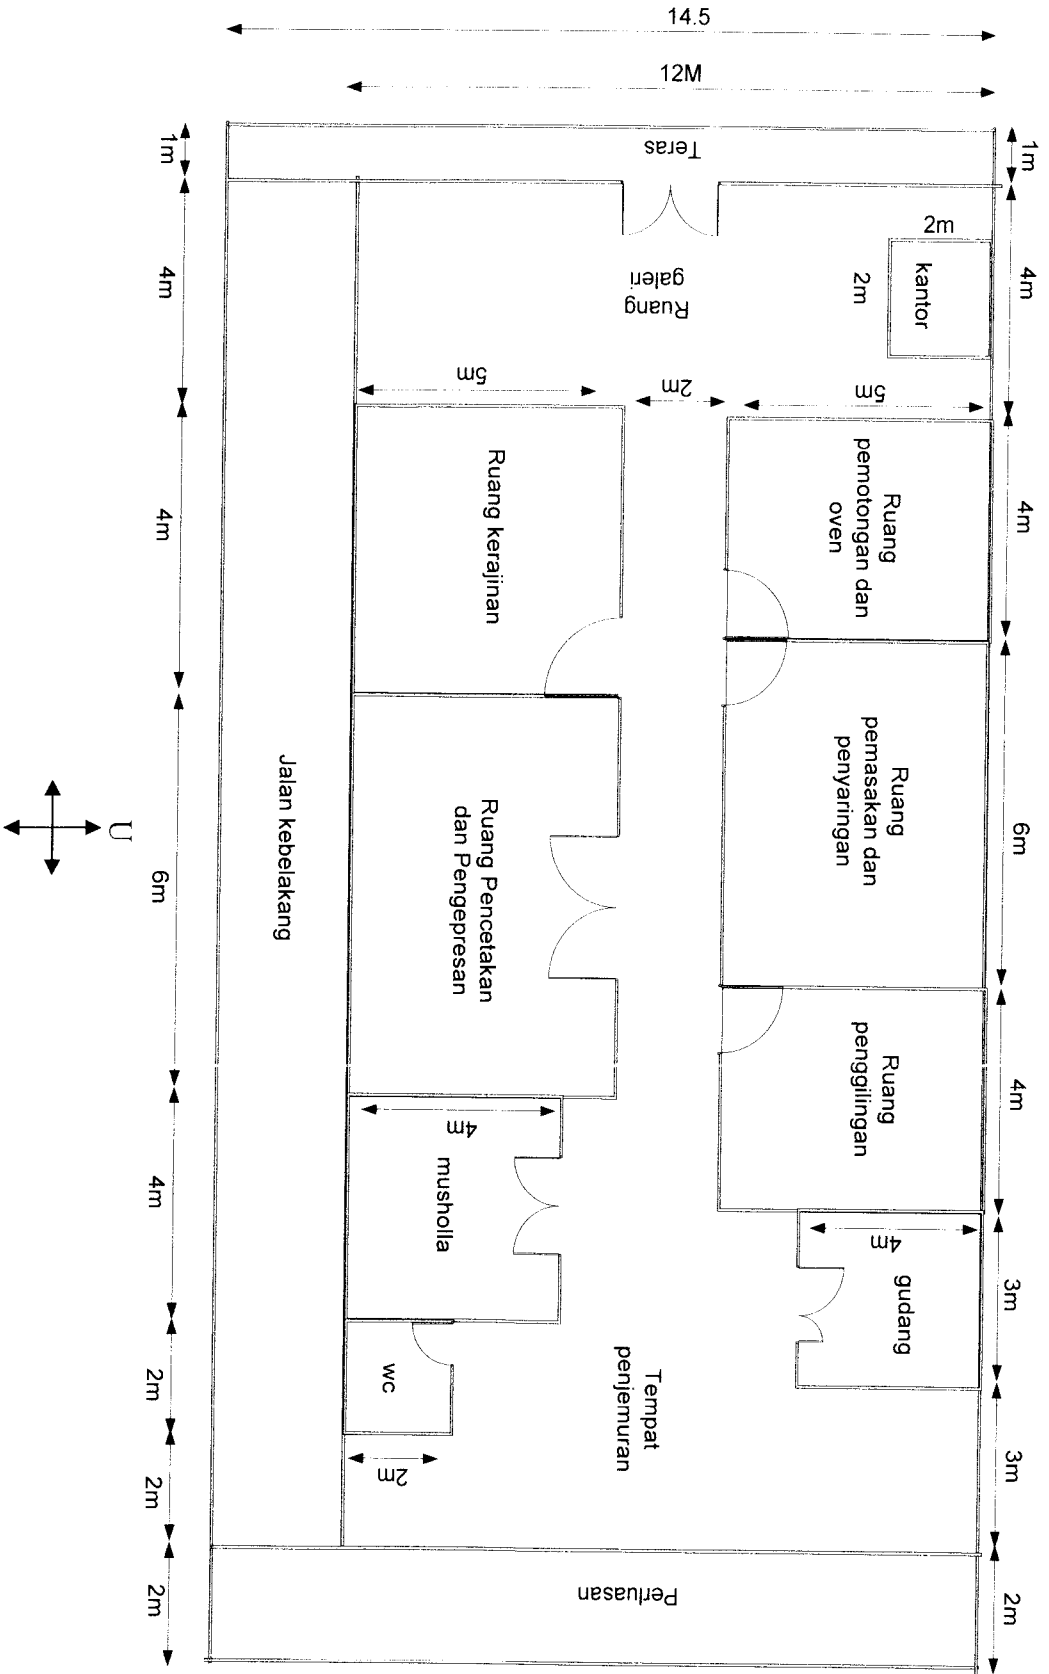 14.5
12M
1m
4m
4m
6m
4m
3m
3m
2m
1m
4m
4m
6m
4m
2m
2m
2m
Teras
Ruang
galeri
2m
2m
kantor
5m
2m
5m
Ruang
pemotongan dan
oven
Ruang kerajinan
Ruang
pemasakan dan
penyaringan
Ruang Pencetakan
dan Pengepresan
Ruang
penggilingan
4m
musholla
4m
gudang
wc
2m
Tempat
penjemuran
Jalan kebelakang
Perluasan
U